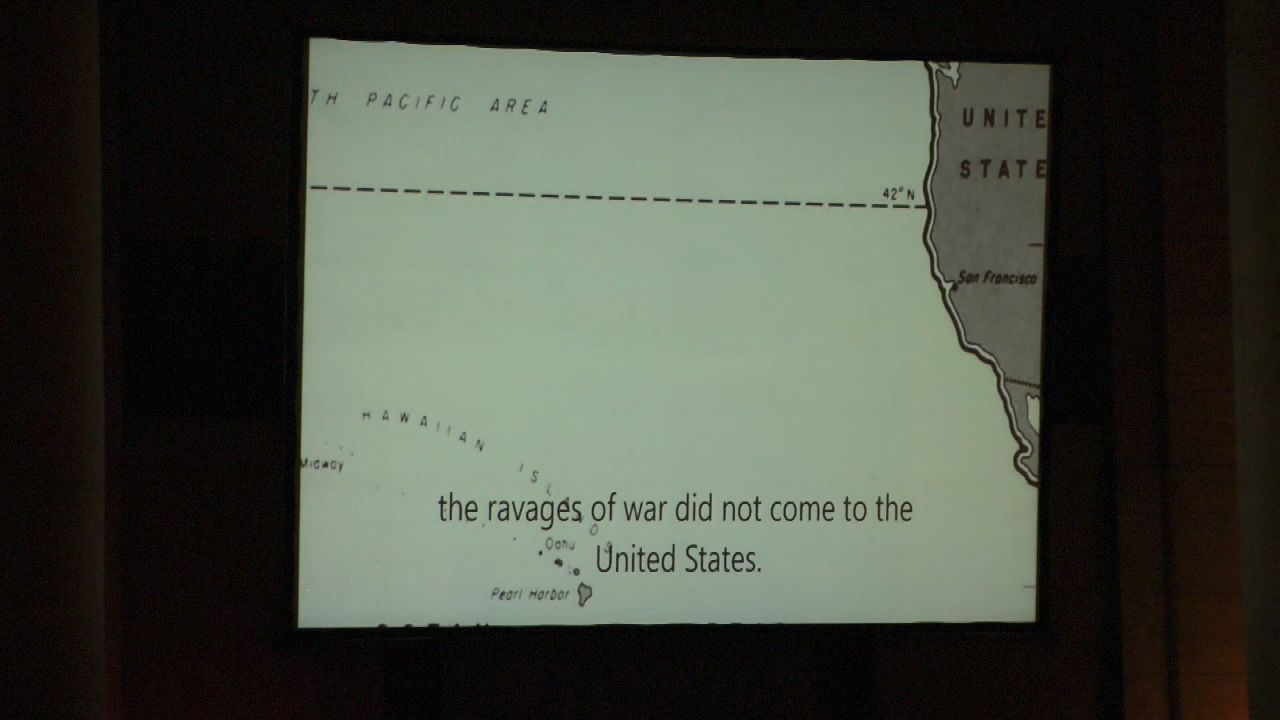 TH PACIFIC AREA
UNITE
STATE
42° N
San Francisco
HAWAIIAN
ISLANDS
Midway
the ravages of war did not come to the
Oahu
United States.
Pearl Harbor